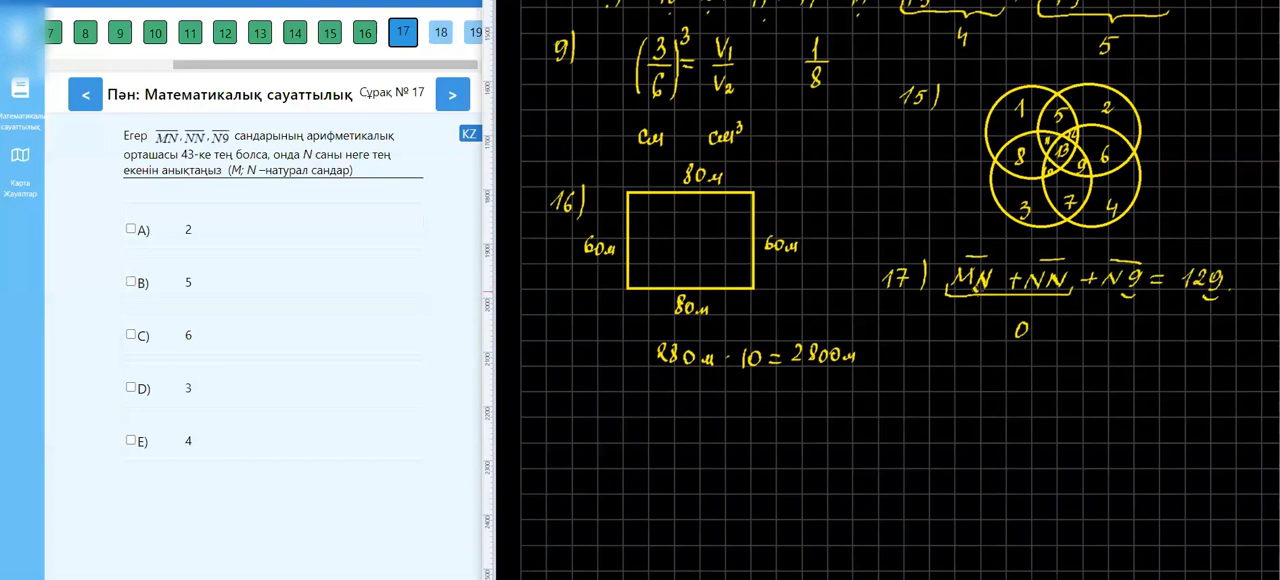 7 8 9 10 11 12 13 14 15 16 17 18 19
< Пән: Математикалық сауаттылық Сұрақ № 17 >
Математикалық сауаттылық
Карта
Жауаптар
KZ
Егер MN, NN, N9 сандарының арифметикалық
орташасы 43-ке тең болса, онда N саны неге тең
екенін анықтаңыз (M; N –натурал сандар)
A) 2
B) 5
C) 6
D) 3
E) 4
4
5
9) (3/6)³ = V₁/V₂ 1/8
см см³
15)
1 5 2
8 13 9 6
3 7 4
16)
80м
60м 60м
80м
280м · 10 = 2800м
17) MN + NN + N9 = 129.
0